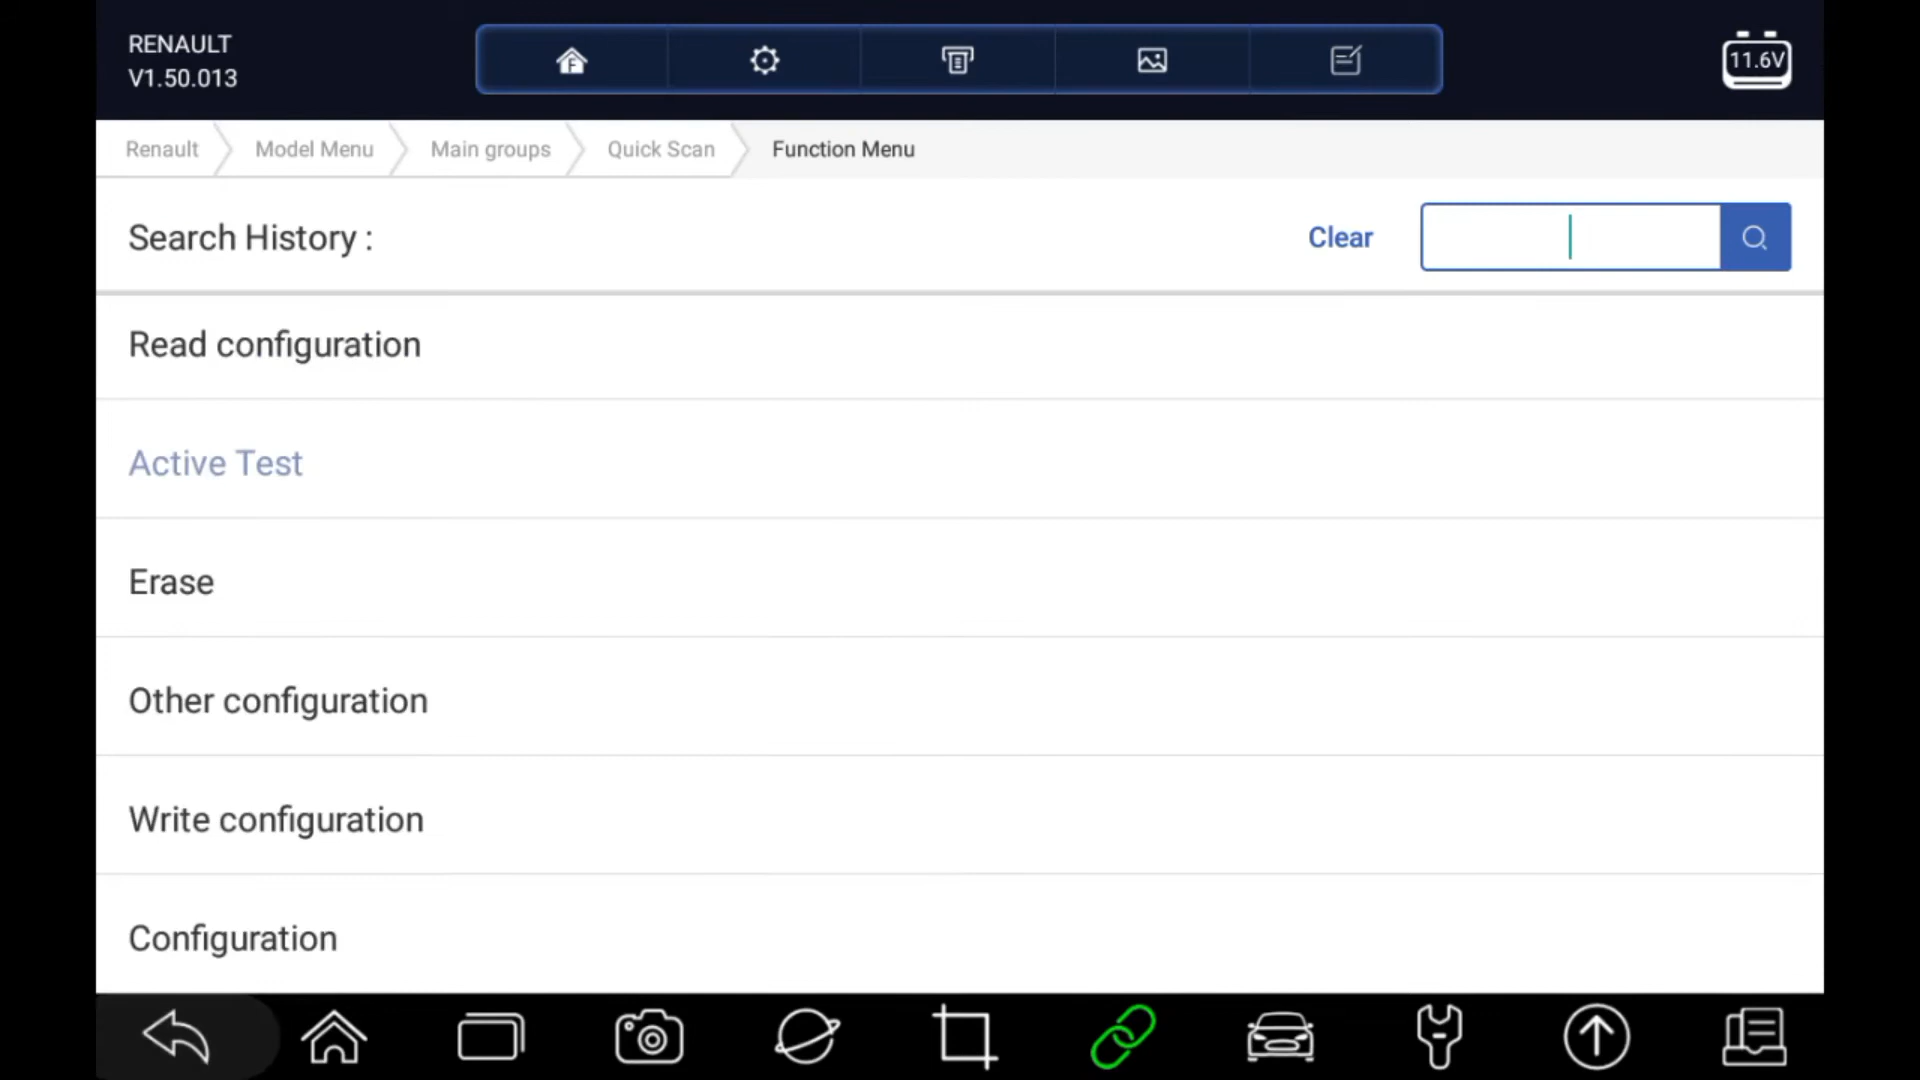 RENAULT
V1.50.013
11.6V
Renault
Model Menu
Main groups
Quick Scan
Function Menu
Search History :
Clear
Read configuration
Active Test
Erase
Other configuration
Write configuration
Configuration